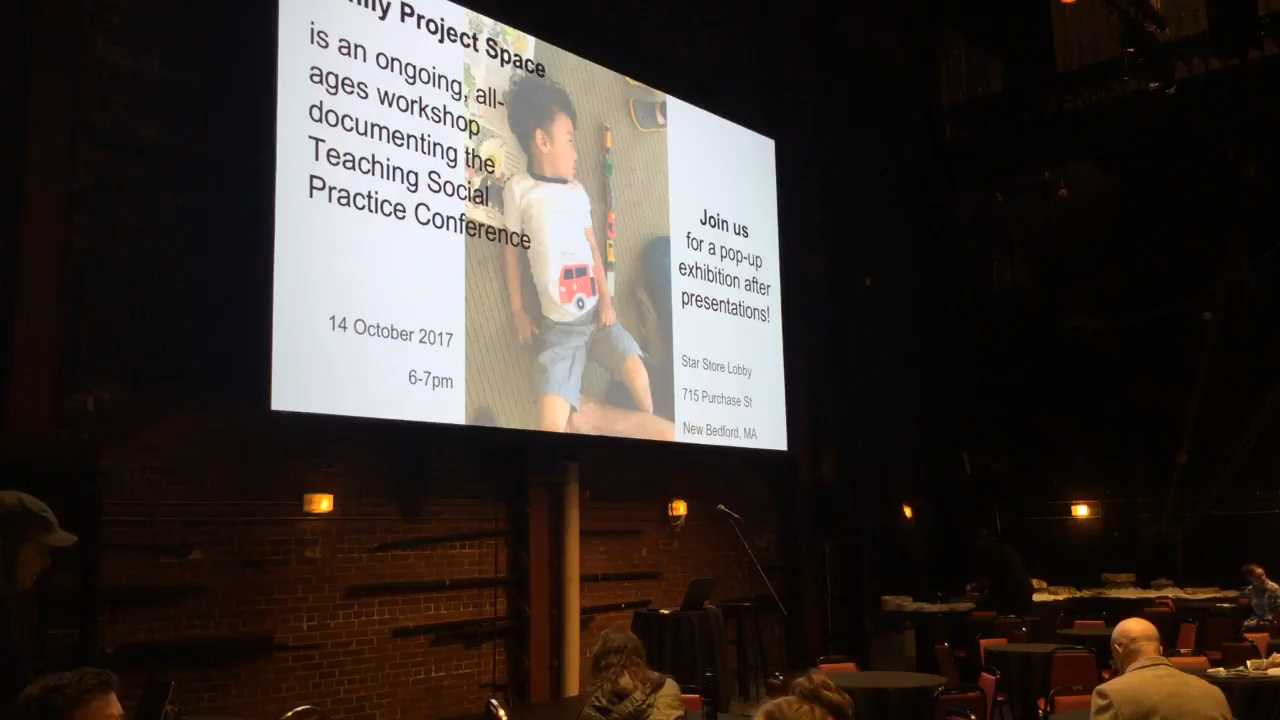 Project Space
is an ongoing, all-
ages workshop
documenting the
Teaching Social
Practice Conference
14 October 2017
6-7pm
Join us
for a pop-up
exhibition after
presentations!
Star Store Lobby
715 Purchase St
New Bedford, MA